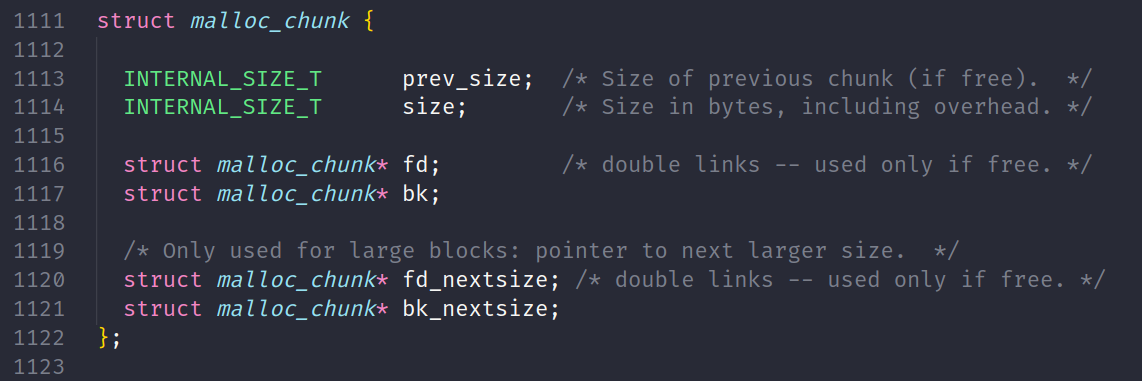 1111 struct malloc_chunk {
1112
1113 INTERNAL_SIZE_T prev_size; /* Size of previous chunk (if free). */
1114 INTERNAL_SIZE_T size; /* Size in bytes, including overhead. */
1115
1116 struct malloc_chunk* fd; /* double links -- used only if free. */
1117 struct malloc_chunk* bk;
1118
1119 /* Only used for large blocks: pointer to next larger size. */
1120 struct malloc_chunk* fd_nextsize; /* double links -- used only if free. */
1121 struct malloc_chunk* bk_nextsize;
1122 };
1123